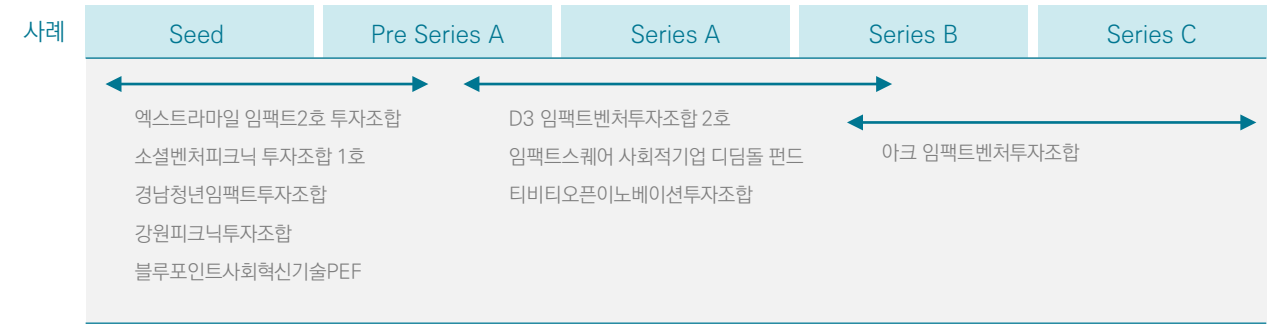 사례
Seed
Pre Series A
Series A
Series B
Series C
엑스트라마일 임팩트2호 투자조합
소셜벤처피크닉 투자조합 1호
경남청년임팩트투자조합
강원피크닉투자조합
블루포인트사회혁신기술PEF
D3 임팩트벤처투자조합 2호
임팩트스퀘어 사회적기업 디딤돌 펀드
티비티오픈이노베이션투자조합
아크 임팩트벤처투자조합